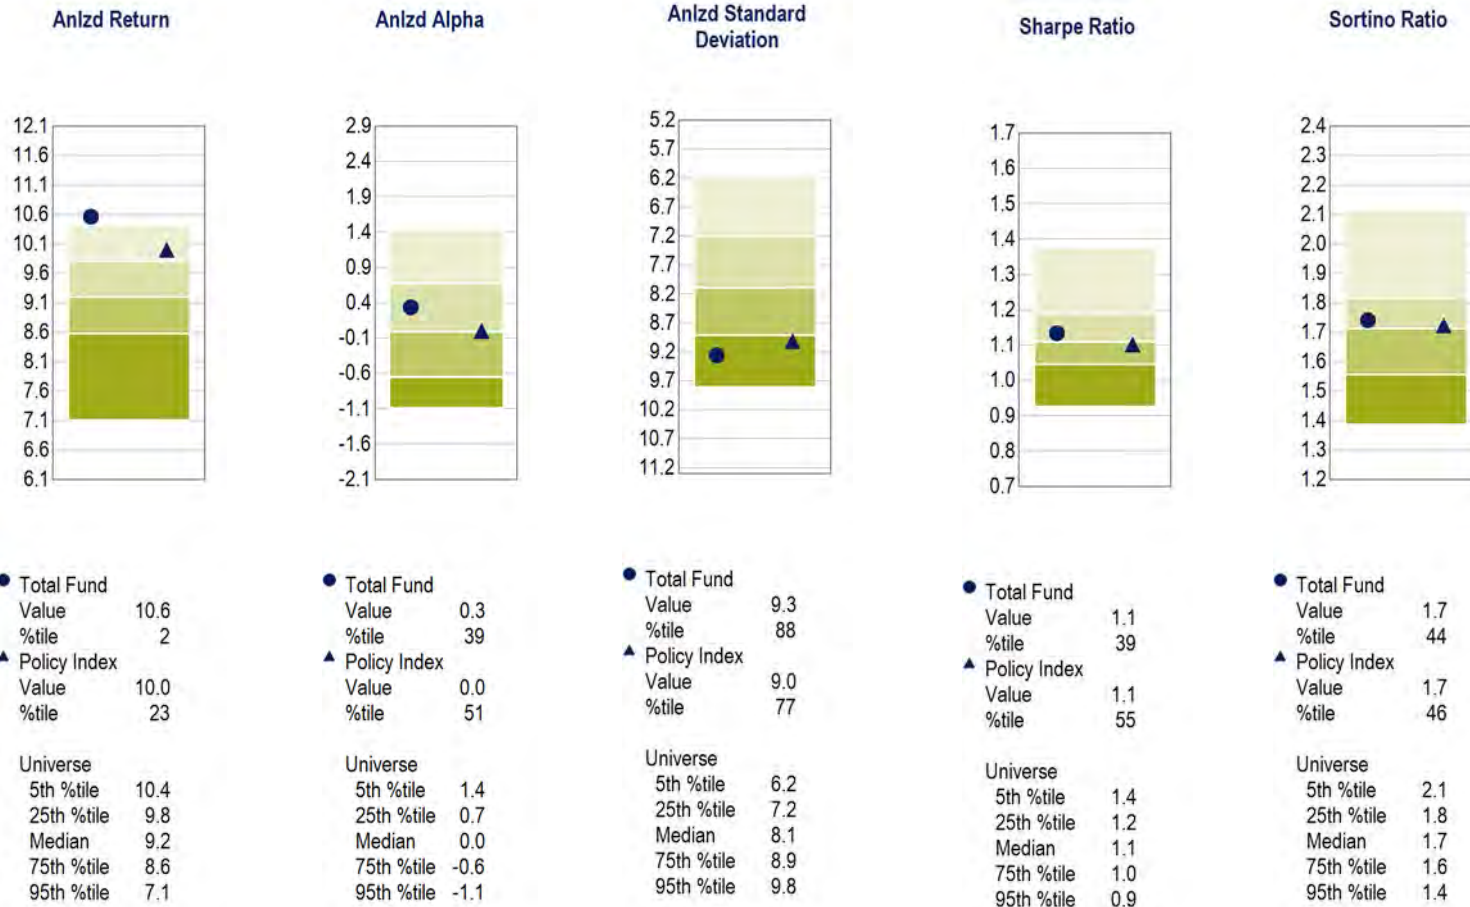 Anlzd Return
12.1
11.6
11.1
10.6
10.1
9.6
9.1
8.6
8.1
7.6
7.1
6.6
6.1
Total Fund
Value 10.6
%tile 2
Policy Index
Value 10.0
%tile 23
Universe
5th %tile 10.4
25th %tile 9.8
Median 9.2
75th %tile 8.6
95th %tile 7.1
Anlzd Alpha
2.9
2.4
1.9
1.4
0.9
0.4
-0.1
-0.6
-1.1
-1.6
-2.1
Total Fund
Value 0.3
%tile 39
Policy Index
Value 0.0
%tile 51
Universe
5th %tile 1.4
25th %tile 0.7
Median 0.0
75th %tile -0.6
95th %tile -1.1
Anlzd Standard
Deviation
5.2
5.7
6.2
6.7
7.2
7.7
8.2
8.7
9.2
9.7
10.2
10.7
11.2
Total Fund
Value 9.3
%tile 88
Policy Index
Value 9.0
%tile 77
Universe
5th %tile 6.2
25th %tile 7.2
Median 8.1
75th %tile 8.9
95th %tile 9.8
Sharpe Ratio
1.7
1.6
1.5
1.4
1.3
1.2
1.1
1.0
0.9
0.8
0.7
Total Fund
Value 1.1
%tile 39
Policy Index
Value 1.1
%tile 55
Universe
5th %tile 1.4
25th %tile 1.2
Median 1.1
75th %tile 1.0
95th %tile 0.9
Sortino Ratio
2.4
2.3
2.2
2.1
2.0
1.9
1.8
1.7
1.6
1.5
1.4
1.3
1.2
Total Fund
Value 1.7
%tile 44
Policy Index
Value 1.7
%tile 46
Universe
5th %tile 2.1
25th %tile 1.8
Median 1.7
75th %tile 1.6
95th %tile 1.4